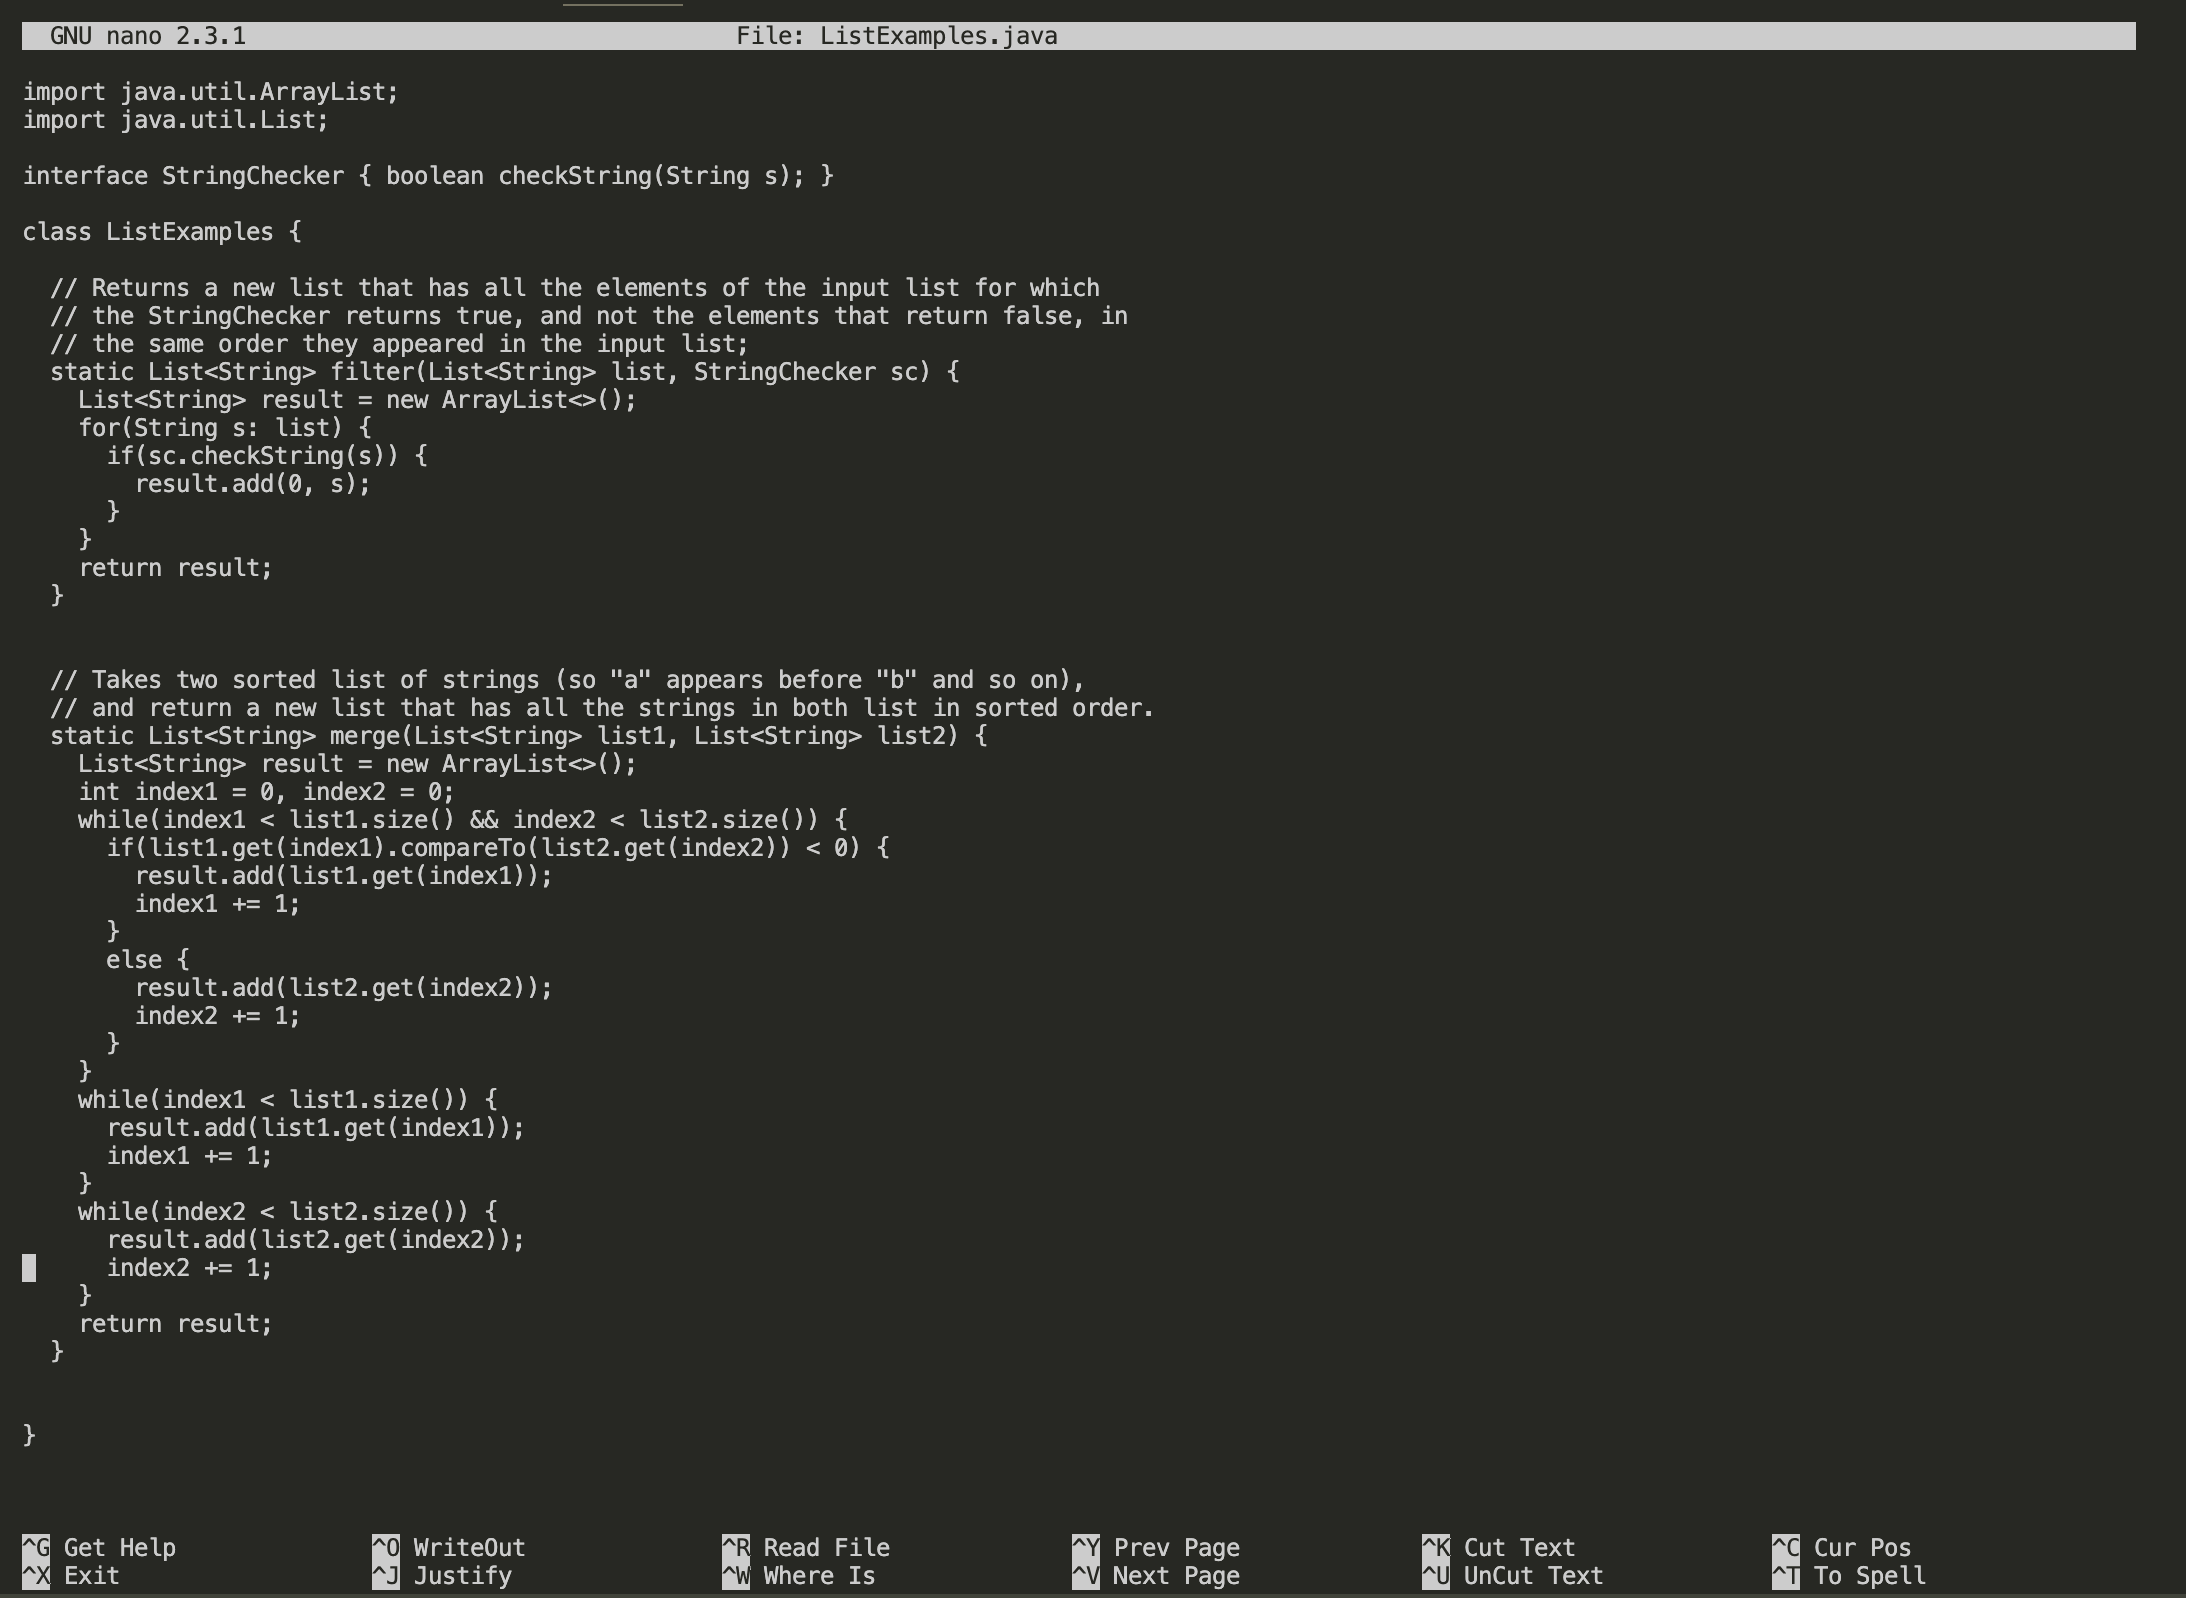 GNU nano 2.3.1 File: ListExamples.java
import java.util.ArrayList;
import java.util.List;
interface StringChecker { boolean checkString(String s); }
class ListExamples {
  // Returns a new list that has all the elements of the input list for which
  // the StringChecker returns true, and not the elements that return false, in
  // the same order they appeared in the input list;
  static List<String> filter(List<String> list, StringChecker sc) {
    List<String> result = new ArrayList<>();
    for(String s: list) {
      if(sc.checkString(s)) {
        result.add(0, s);
      }
    }
    return result;
  }
  // Takes two sorted list of strings (so "a" appears before "b" and so on),
  // and return a new list that has all the strings in both list in sorted order.
  static List<String> merge(List<String> list1, List<String> list2) {
    List<String> result = new ArrayList<>();
    int index1 = 0, index2 = 0;
    while(index1 < list1.size() && index2 < list2.size()) {
      if(list1.get(index1).compareTo(list2.get(index2)) < 0) {
        result.add(list1.get(index1));
        index1 += 1;
      }
      else {
        result.add(list2.get(index2));
        index2 += 1;
      }
    }
    while(index1 < list1.size()) {
      result.add(list1.get(index1));
      index1 += 1;
    }
    while(index2 < list2.size()) {
      result.add(list2.get(index2));
      index2 += 1;
    }
    return result;
  }
}
^G Get Help ^O WriteOut ^R Read File ^Y Prev Page ^K Cut Text ^C Cur Pos
^X Exit ^J Justify ^W Where Is ^V Next Page ^U UnCut Text ^T To Spell